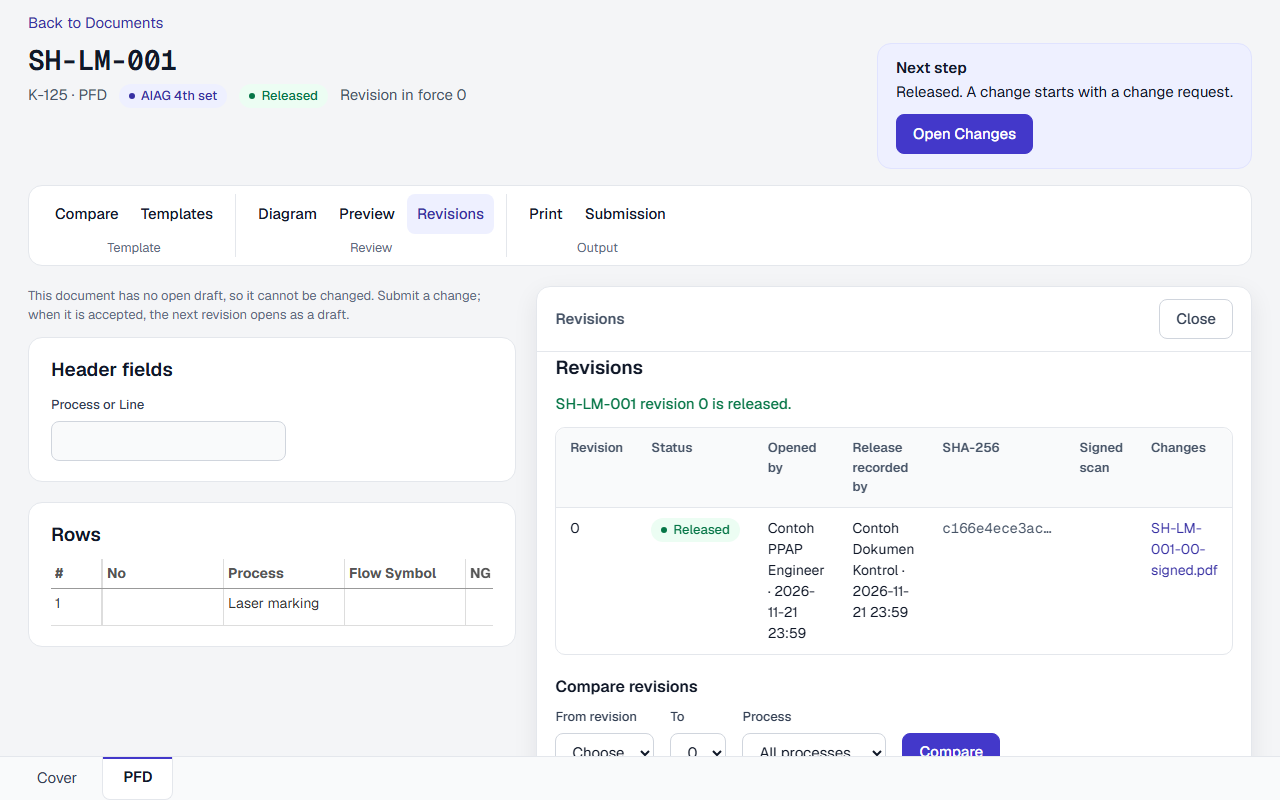 Back to Documents
SH-LM-001
K-125 · PFD
AIAG 4th set
Released
Revision in force 0
Next step
Released. A change starts with a change request.
Open Changes
Compare
Templates
Template
Diagram
Preview
Revisions
Review
Print
Submission
Output
This document has no open draft, so it cannot be changed. Submit a change;
when it is accepted, the next revision opens as a draft.
Header fields
Process or Line
Rows
# No Process Flow Symbol NG
1 Laser marking
Revisions
Close
Revisions
SH-LM-001 revision 0 is released.
Revision
Status
Opened
by
Release
recorded
by
SHA-256
Signed
scan
Changes
0
Released
Contoh
PPAP
Engineer
· 2026-
11-21
23:59
Contoh
Dokumen
Kontrol ·
2026-11-
21 23:59
c166e4ece3ac…
SH-LM-
001-00-
signed.pdf
Compare revisions
From revision
To
Process
Choose
0
All processes
Compare
Cover
PFD